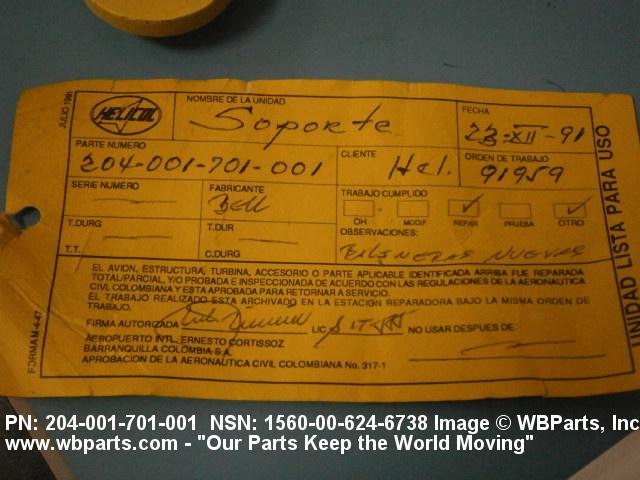 JULIO 1991
HELICOL
NOMBRE DE LA UNIDAD
Soporte
FECHA
23-XII-91
PARTE NUMERO
204-001-701-001
CLIENTE
Hel.
ORDEN DE TRABAJO
91959
SERIE NUMERO
FABRICANTE
Bell
TRABAJO CUMPLIDO
OH
MODIF
REPAR
PRUEBA
OTRO
T.DURG
T.DUR
OBSERVACIONES:
NUEVAS
T.T.
C.DURG
EL AVION, ESTRUCTURA, TURBINA, ACCESORIO O PARTE APLICABLE IDENTIFICADA ARRIBA FUE REPARADA
TOTAL/PARCIAL, Y/O PROBADA E INSPECCIONADA DE ACUERDO CON LAS REGULACIONES DE LA AERONAUTICA
CIVIL COLOMBIANA Y ESTA APROBADA PARA RETORNAR A SERVICIO.
EL TRABAJO REALIZADO ESTA ARCHIVADO EN LA ESTACION REPARADORA BAJO LA MISMA ORDEN DE
TRABAJO.
FIRMA AUTORIZADA
LIC
NO USAR DESPUES DE:
AEROPUERTO INTL. ERNESTO CORTISSOZ
BARRANQUILLA COLOMBIA S.A.
APROBACION DE LA AERONAUTICA CIVIL COLOMBIANA No. 317-1
FORMA M-4-47
UNIDAD LISTA PARA USO
PN: 204-001-701-001 NSN: 1560-00-624-6738 Image © WBParts, Inc
www.wbparts.com - "Our Parts Keep the World Moving"